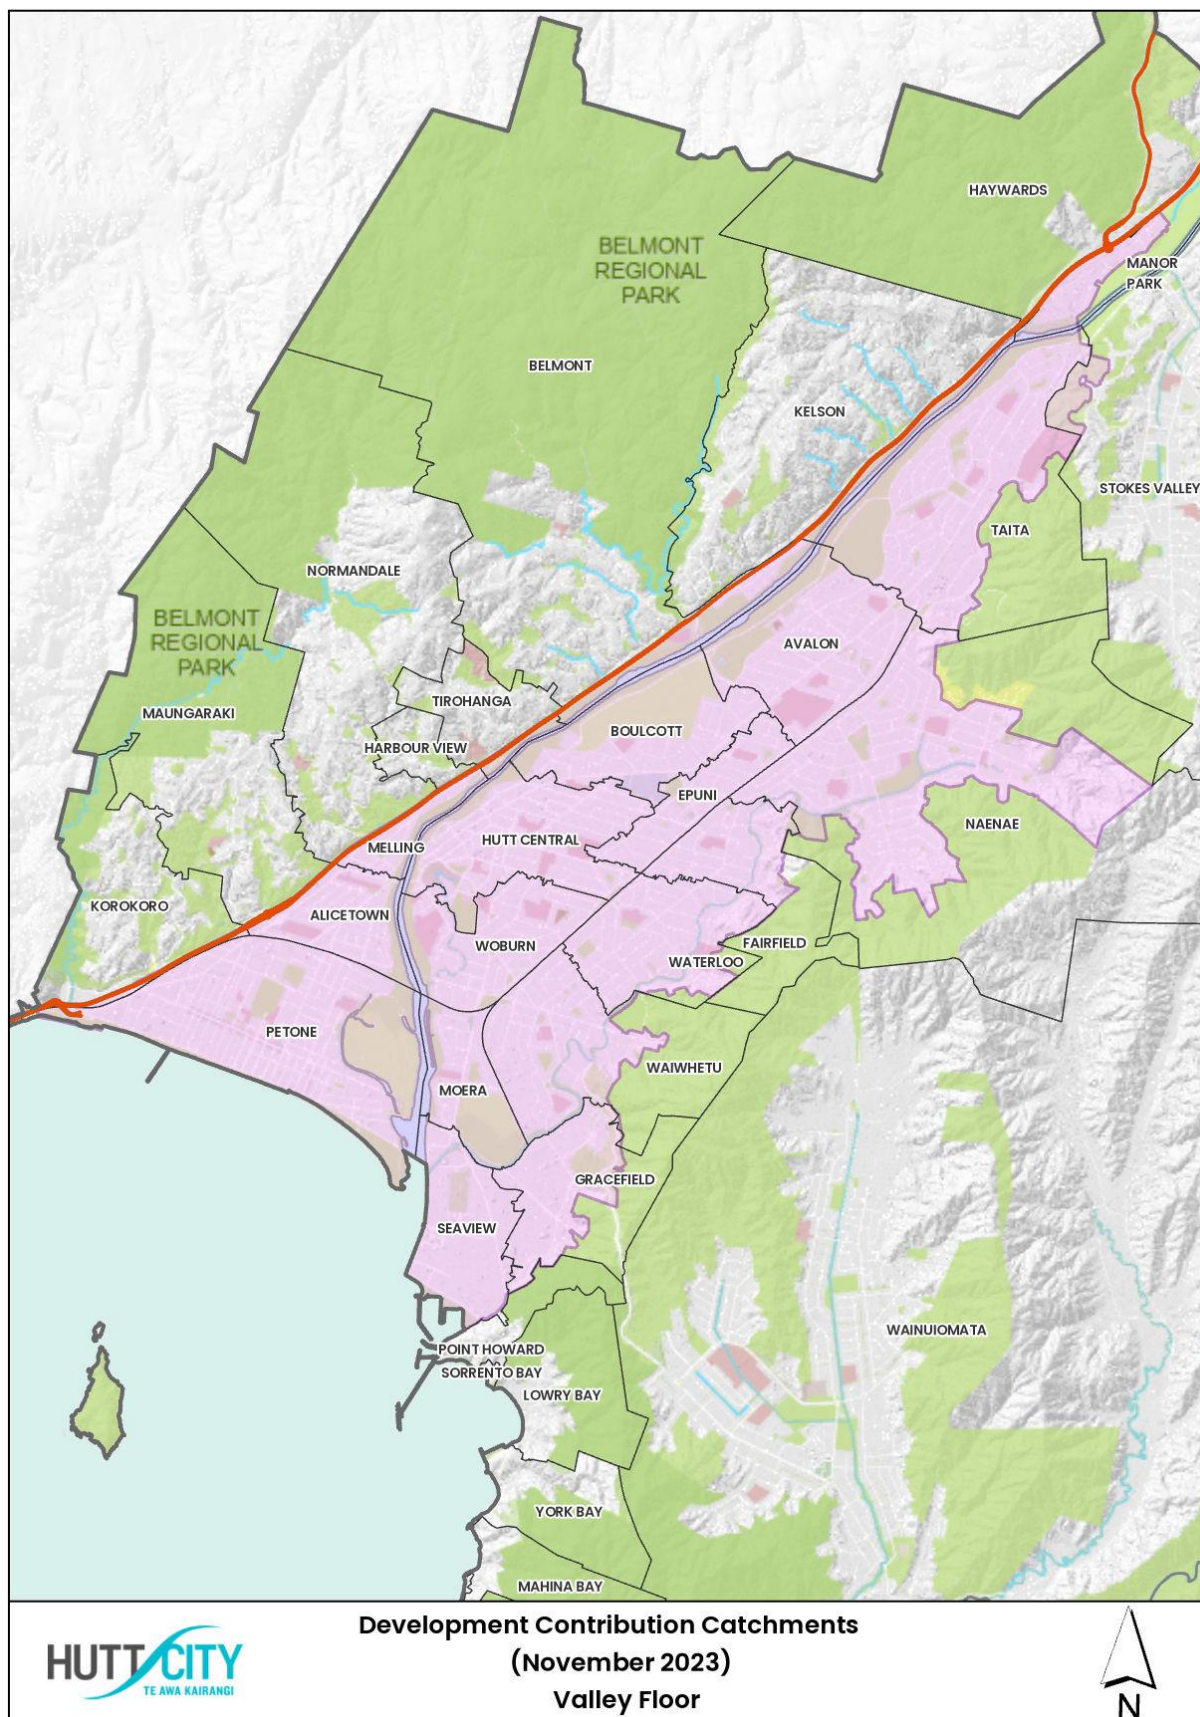 HAYWARDS
BELMONT
REGIONAL
PARK
MANOR
PARK
BELMONT
KELSON
STOKES VALLEY
TAITA
NORMANDALE
BELMONT
REGIONAL
PARK
AVALON
TIROHANGA
MAUNGARAKI
BOULCOTT
HARBOUR VIEW
EPUNI
NAENAE
HUTT CENTRAL
MELLING
KOROKORO
ALICETOWN
WOBURN
FAIRFIELD
WATERLOO
PETONE
WAIWHETU
MOERA
GRACEFIELD
SEAVIEW
WAINUIOMATA
POINT HOWARD
SORRENTO BAY
LOWRY BAY
YORK BAY
MAHINA BAY
HUTT CITY
TE AWA KAIRANGI
Development Contribution Catchments
(November 2023)
Valley Floor
N